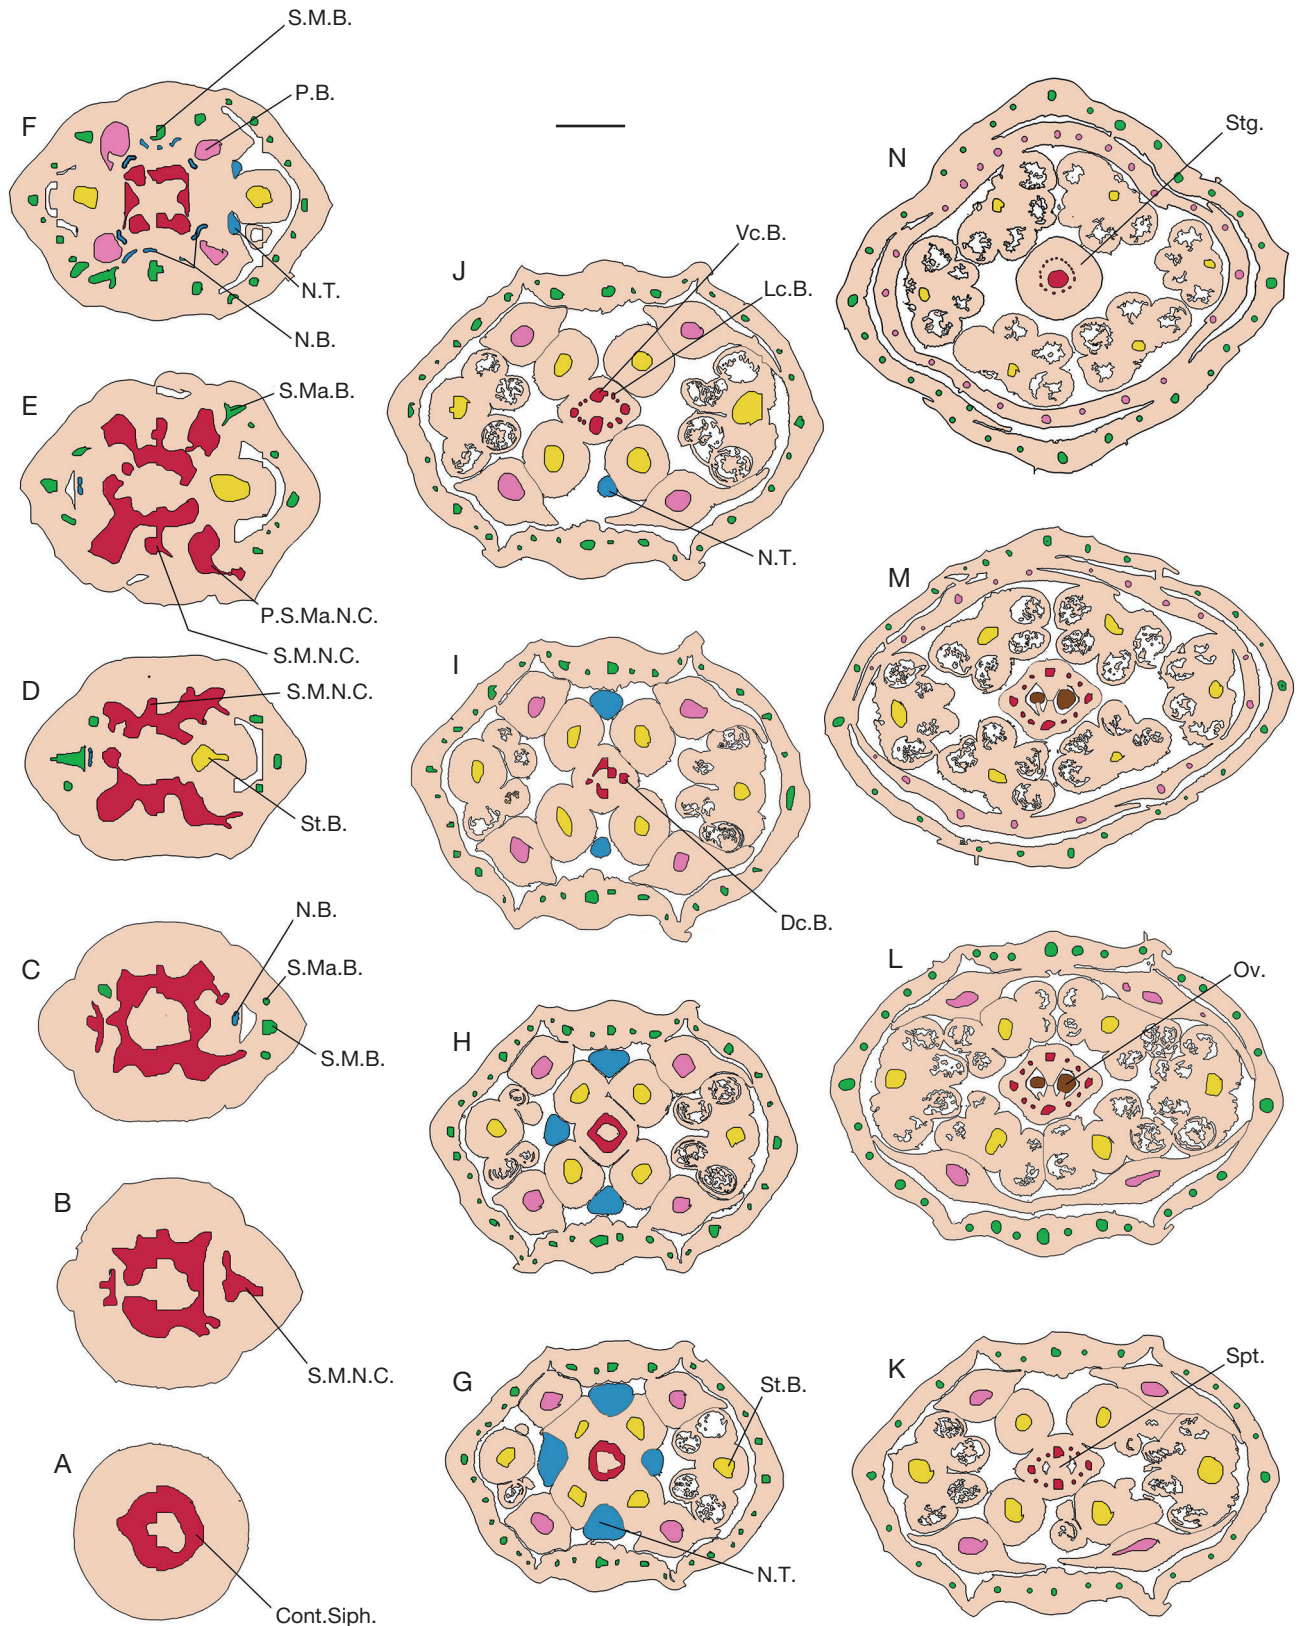 F
S.M.B.
P.B.
N.T.
N.B.
E
S.Ma.B.
P.S.Ma.N.C.
S.M.N.C.
D
S.M.N.C.
St.B.
C
N.B.
S.Ma.B.
S.M.B.
B
S.M.N.C.
A
Cont.Siph.
J
Vc.B.
Lc.B.
N.T.
I
Dc.B.
H
G
St.B.
N.T.
N
Stg.
M
L
Ov.
K
Spt.